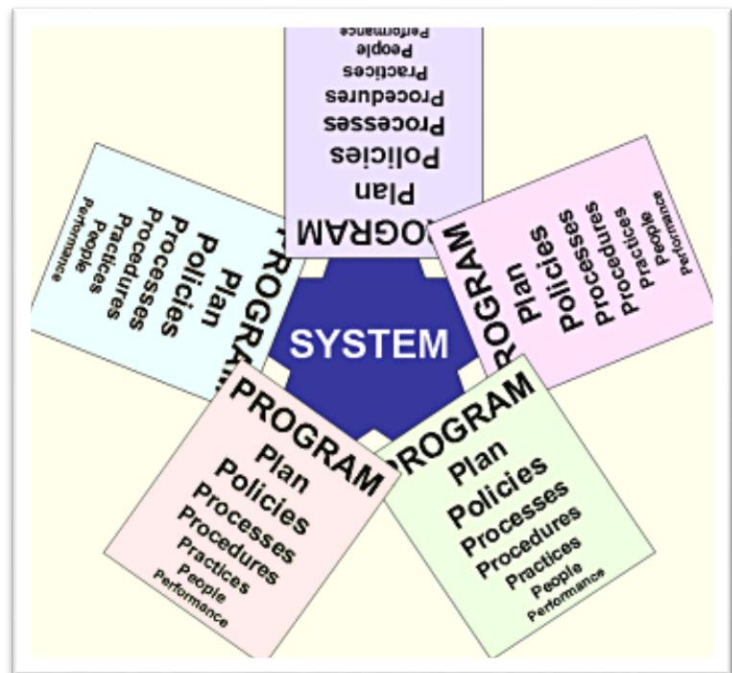 ROGRAM
Plan
Policies
Processes
Procedures
Practices
People
Performance
PROGRAM
Plan
Policies
Processes
Procedures
Practices
People
Performance
SYSTEM
ROGRAM
Plan
Policies
Processes
Procedures
Practices
People
Performance
PROGRAM
Plan
Policies
Processes
Procedures
Practices
People
Performance
PROGRAM
Plan
Policies
Processes
Procedures
Practices
People
Performance